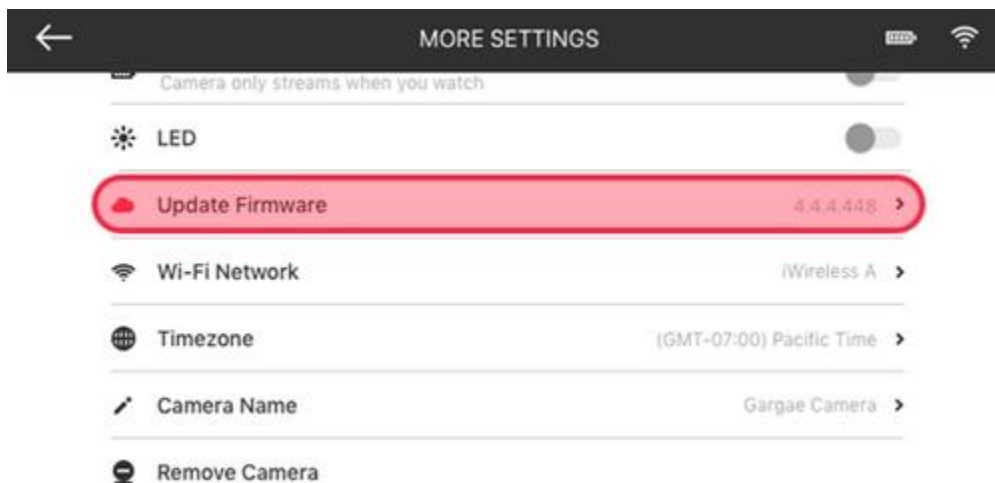 MORE SETTINGS
Camera only streams when you watch
LED
Update Firmware 4.4.4.448
Wi-Fi Network iWireless A
Timezone (GMT-07:00) Pacific Time
Camera Name Gargae Camera
Remove Camera